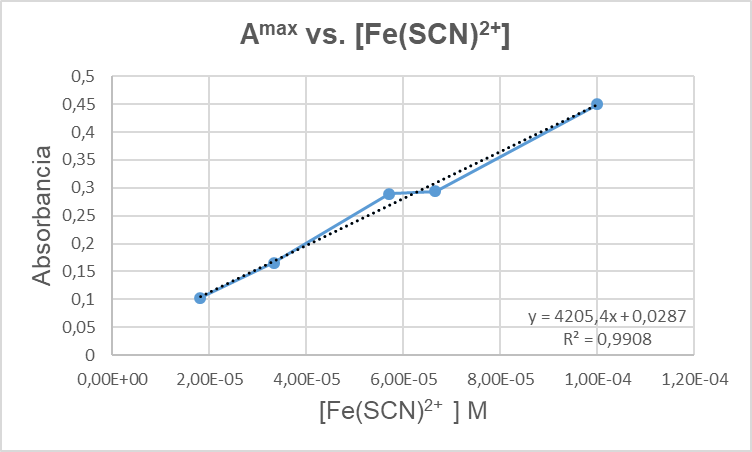 Aᵐᵃˣ vs. [Fe(SCN)²⁺]
0,5
0,45
0,4
0,35
0,3
0,25
0,2
0,15
0,1
0,05
0
Absorbancia
y = 4205,4x + 0,0287
R² = 0,9908
0,00E+00 2,00E-05 4,00E-05 6,00E-05 8,00E-05 1,00E-04 1,20E-04
[Fe(SCN)²⁺ ] M